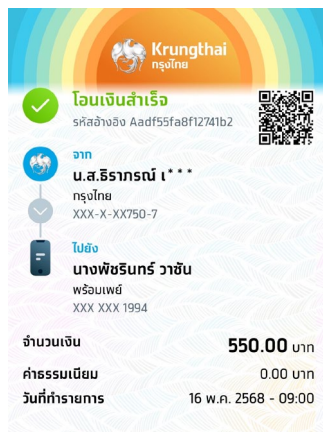 Krungthai
กรุงไทย
โอนเงินสำเร็จ
รหัสอ้างอิง Aadf55fa8f12741b2
จาก
น.ส.ธิราภรณ์ เ* * *
กรุงไทย
XXX-X-XX750-7
ไปยัง
นางพัชรินทร์ วาซัน
พร้อมเพย์
XXX XXX 1994
จำนวนเงิน 550.00 บาท
ค่าธรรมเนียม 0.00 บาท
วันที่ทำรายการ 16 พ.ค. 2568 - 09:00